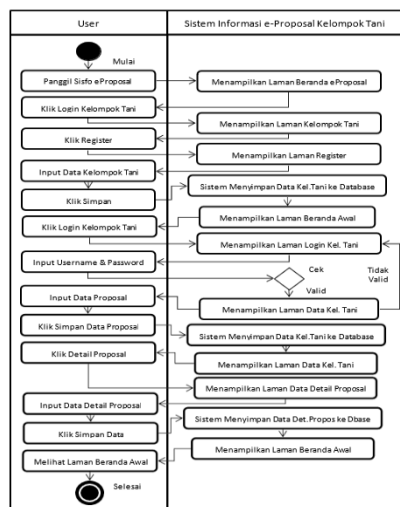 User
Sistem Informasi e-Proposal Kelompok Tani
Mulai
Panggil Sisfo eProposal
Menampilkan Laman Beranda eProposal
Klik Login Kelompok Tani
Menampilkan Laman Kelompok Tani
Klik Register
Menampilkan Laman Register
Input Data Kelompok Tani
Klik Simpan
Sistem Menyimpan Data Kel.Tani ke Database
Menampilkan Laman Beranda Awal
Klik Login Kelompok Tani
Menampilkan Laman Login Kel. Tani
Input Username & Password
Cek
Tidak
Valid
Valid
Input Data Proposal
Menampilkan Laman Data Kel. Tani
Klik Simpan Data Proposal
Sistem Menyimpan Data Kel.Tani ke Database
Klik Detail Proposal
Menampilkan Laman Data Kel. Tani
Menampilkan Laman Data Detail Proposal
Input Data Detail Proposal
Sistem Menyimpan Data Det.Propos ke Dbase
Klik Simpan Data
Menampilkan Laman Beranda Awal
Melihat Laman Beranda Awal
Selesai